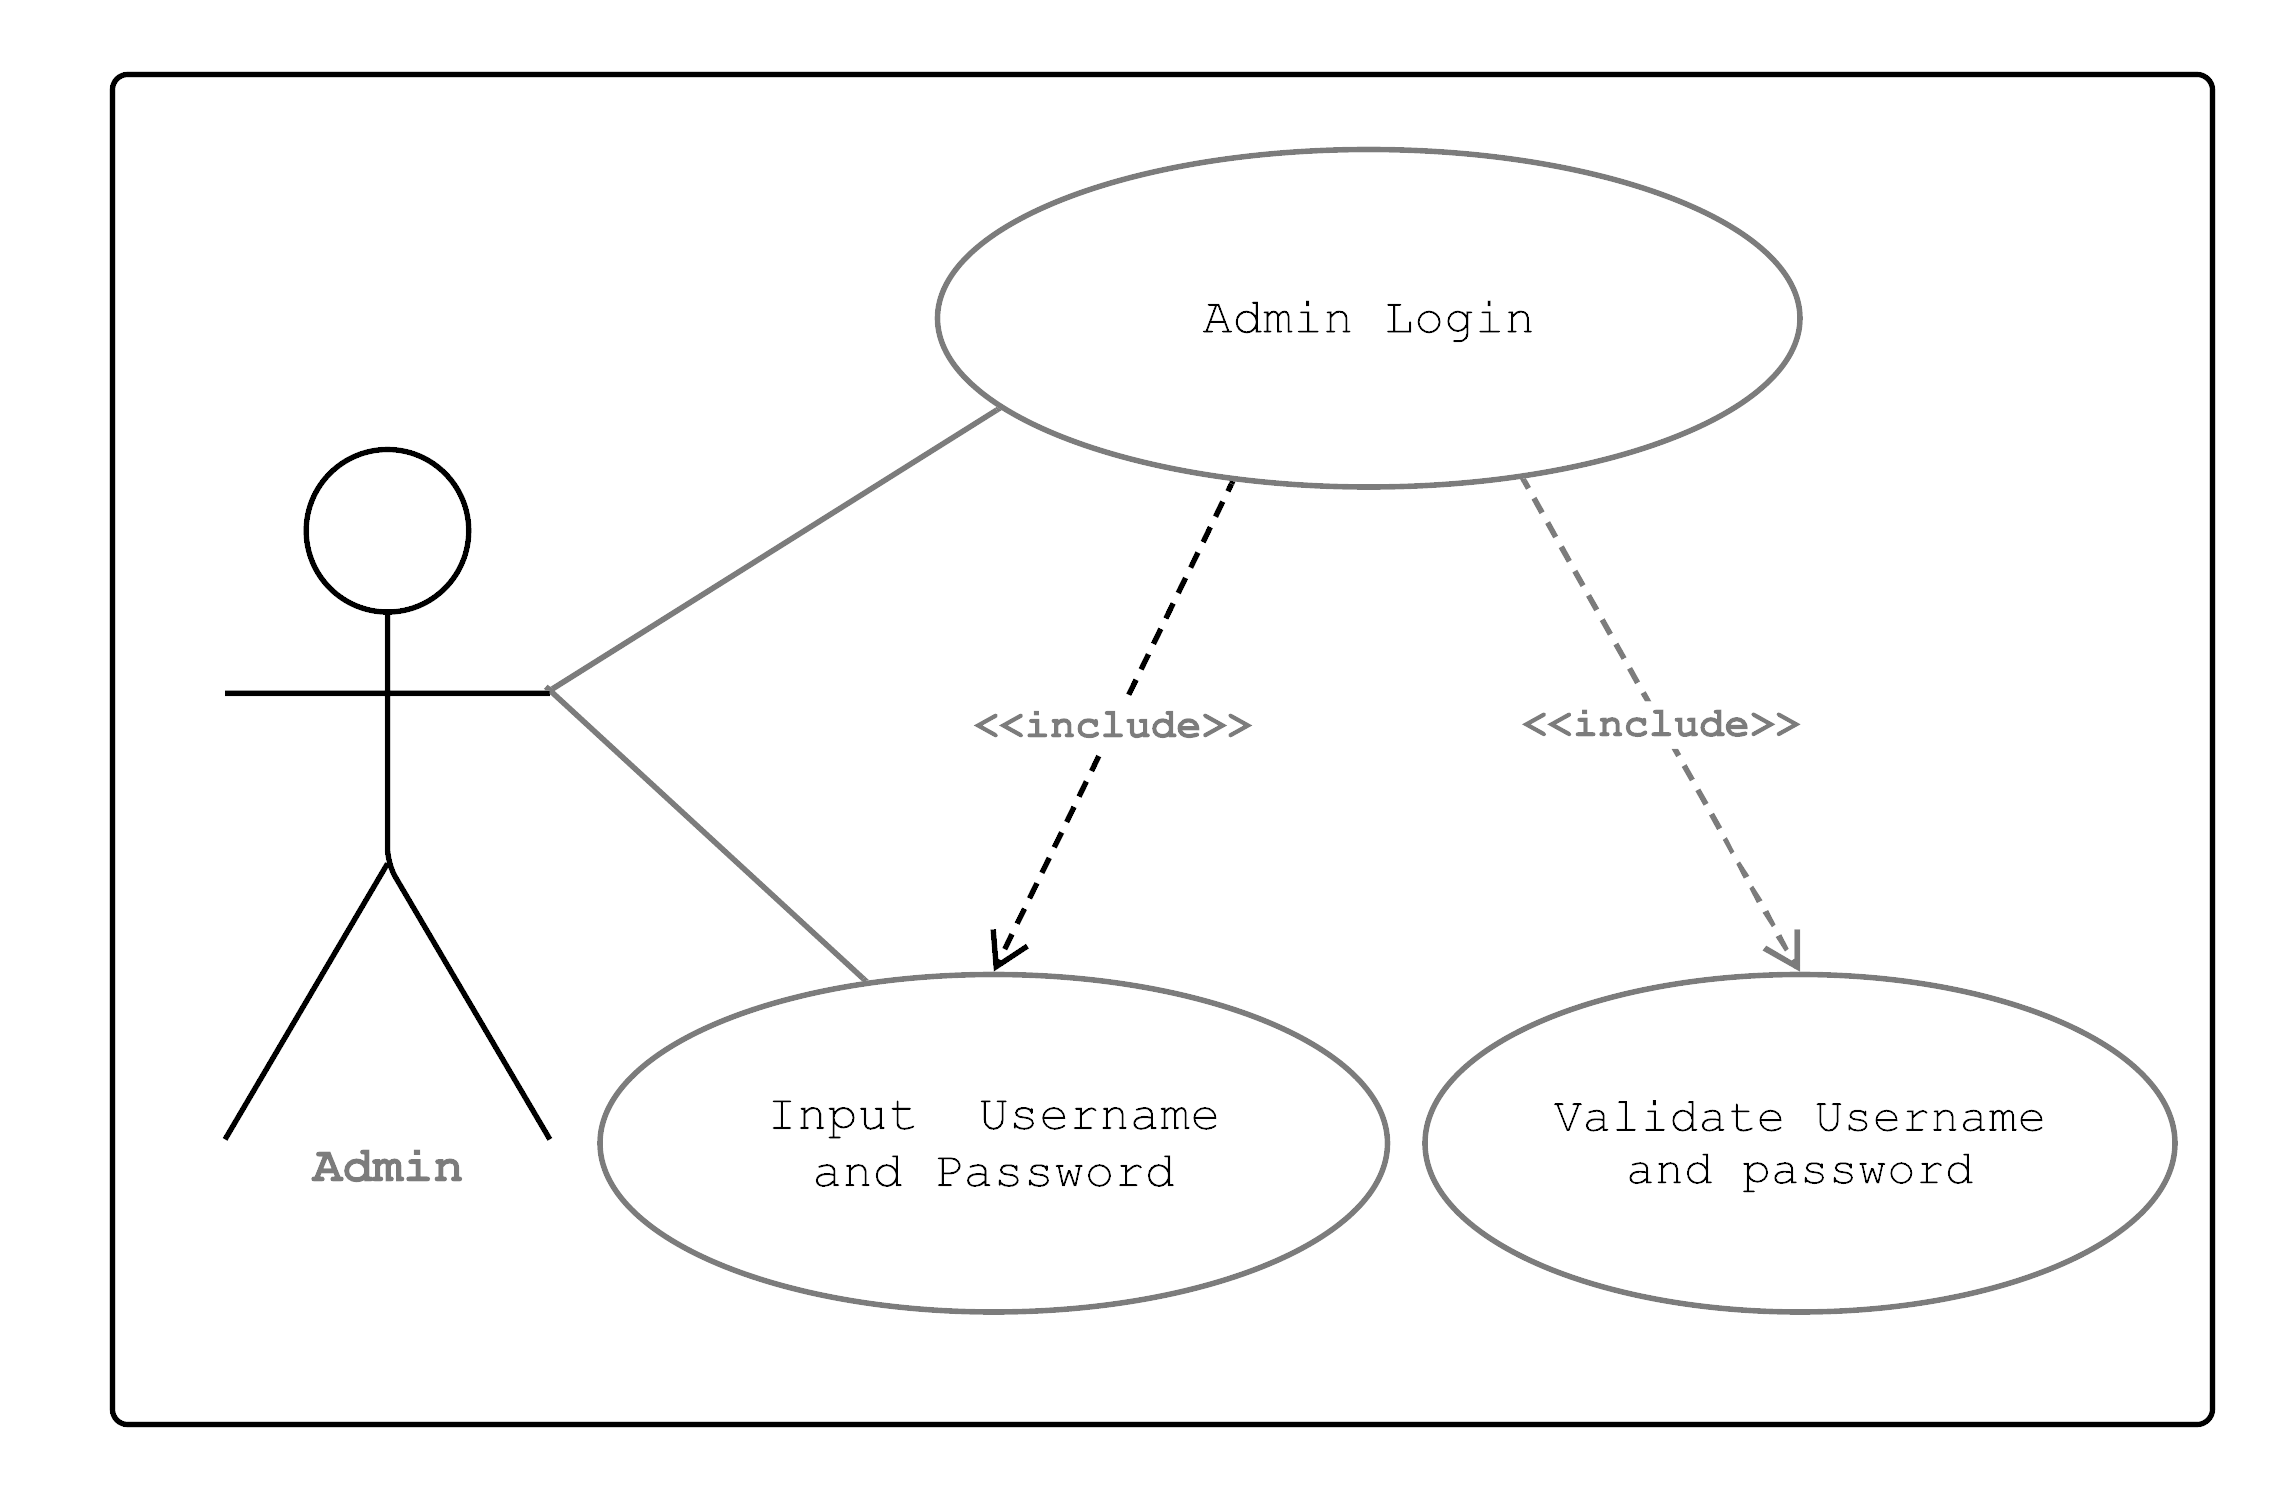 Admin Login
<<include>>
<<include>>
Input  Username
and Password
Validate Username
and password
Admin